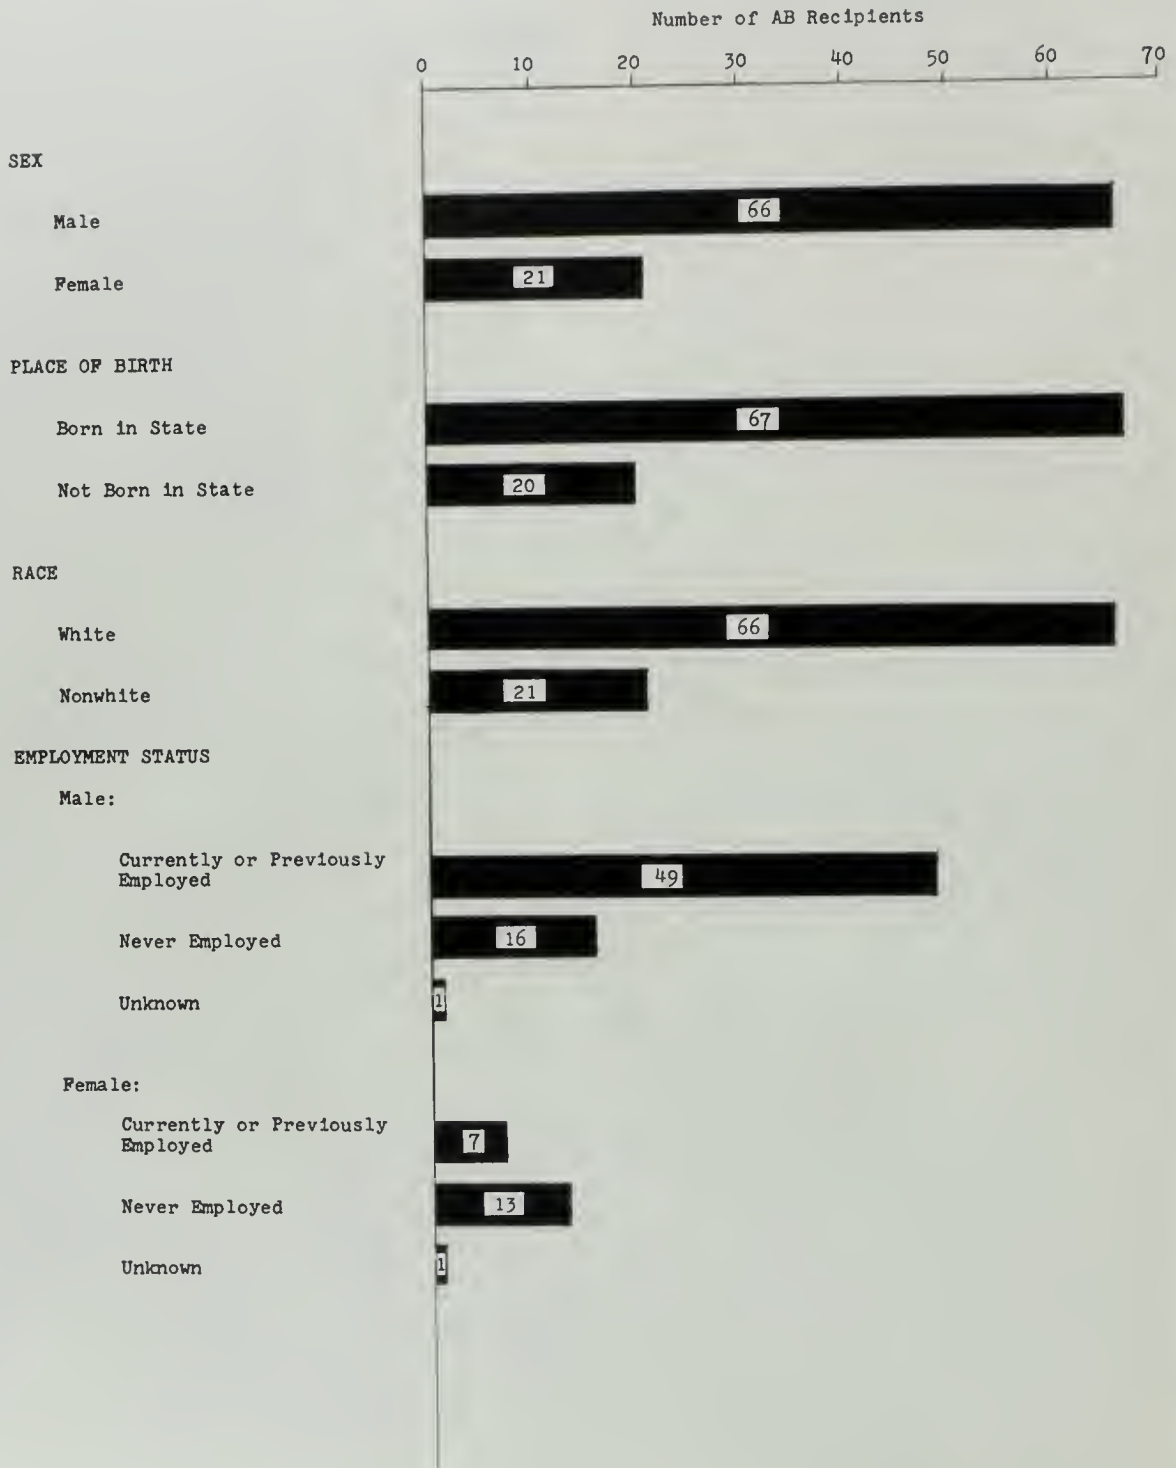 Number of AB Recipients
0 10 20 30 40 50 60 70
SEX
Male 66
Female 21
PLACE OF BIRTH
Born in State 67
Not Born in State 20
RACE
White 66
Nonwhite 21
EMPLOYMENT STATUS
Male:
Currently or Previously
Employed 49
Never Employed 16
Unknown 1
Female:
Currently or Previously
Employed 7
Never Employed 13
Unknown 1